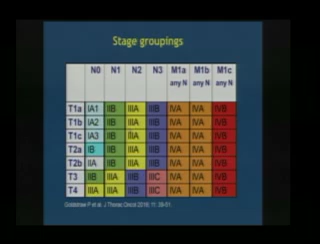 Stage groupings
N0 N1 N2 N3 M1a M1b M1c
any N any N any N
T1a IA1 IIB IIIA IIIB IVA IVA IVB
T1b IA2 IIB IIIA IIIB IVA IVA IVB
T1c IA3 IIB IIIA IIIB IVA IVA IVB
T2a IB IIB IIIA IIIB IVA IVA IVB
T2b IIA IIB IIIA IIIB IVA IVA IVB
T3 IIB IIIA IIIB IIIC IVA IVA IVB
T4 IIIA IIIA IIIB IIIC IVA IVA IVB
P et al. J Thorac Oncol 2016; 11: 39-51.